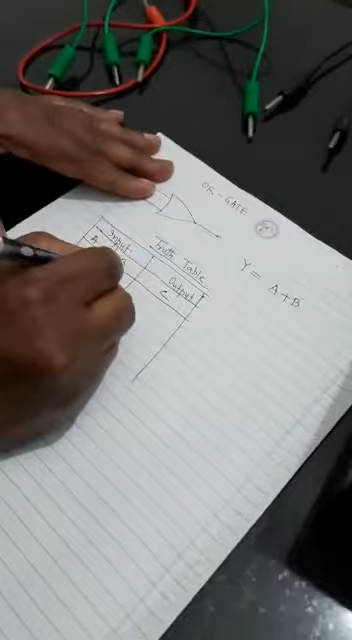 OR-GATE
Y = A+B
Truth Table
Input Output
A C